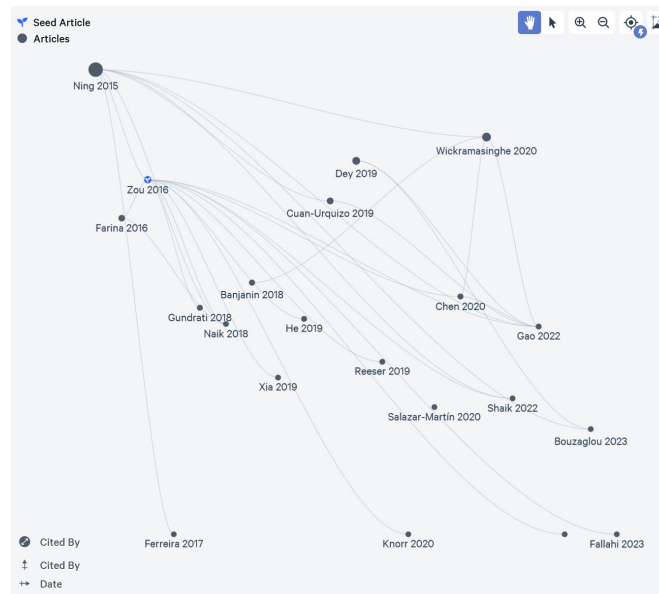 Seed Article
Articles
Ning 2015
Wickramasinghe 2020
Dey 2019
Zou 2016
Cuan-Urquizo 2019
Farina 2016
Banjanin 2018
Chen 2020
Gundrati 2018
Naik 2018
He 2019
Gao 2022
Reeser 2019
Xia 2019
Shaik 2022
Salazar-Martín 2020
Bouzaglou 2023
Cited By
Ferreira 2017
Knorr 2020
Fallahi 2023
Cited By
Date